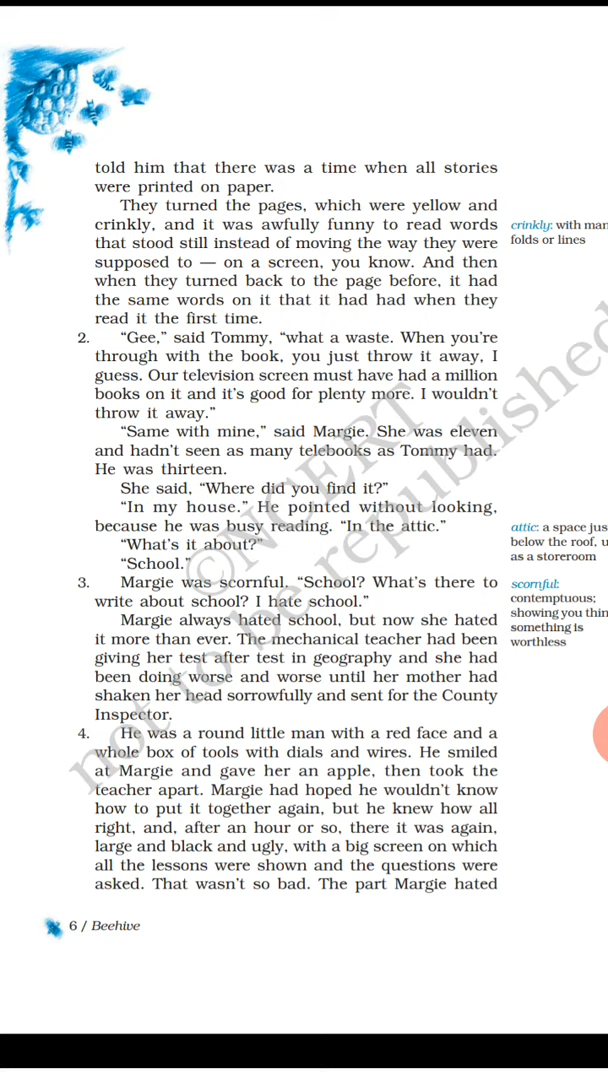 told him that there was a time when all stories
were printed on paper.
They turned the pages, which were yellow and
crinkly, and it was awfully funny to read words
that stood still instead of moving the way they were
supposed to — on a screen, you know. And then
when they turned back to the page before, it had
the same words on it that it had had when they
read it the first time.
crinkly: with man
folds or lines
2. “Gee,” said Tommy, “what a waste. When you’re
through with the book, you just throw it away, I
guess. Our television screen must have had a million
books on it and it’s good for plenty more. I wouldn’t
throw it away.”
“Same with mine,” said Margie. She was eleven
and hadn’t seen as many telebooks as Tommy had.
He was thirteen.
She said, “Where did you find it?”
“In my house.” He pointed without looking,
because he was busy reading. “In the attic.”
“What’s it about?”
“School.”
attic: a space jus
below the roof, u
as a storeroom
3. Margie was scornful. “School? What’s there to
write about school? I hate school.”
Margie always hated school, but now she hated
it more than ever. The mechanical teacher had been
giving her test after test in geography and she had
been doing worse and worse until her mother had
shaken her head sorrowfully and sent for the County
Inspector.
scornful:
contemptuous;
showing you thin
something is
worthless
4. He was a round little man with a red face and a
whole box of tools with dials and wires. He smiled
at Margie and gave her an apple, then took the
teacher apart. Margie had hoped he wouldn’t know
how to put it together again, but he knew how all
right, and, after an hour or so, there it was again,
large and black and ugly, with a big screen on which
all the lessons were shown and the questions were
asked. That wasn’t so bad. The part Margie hated
6 / Beehive
©NCERT
not to be republished